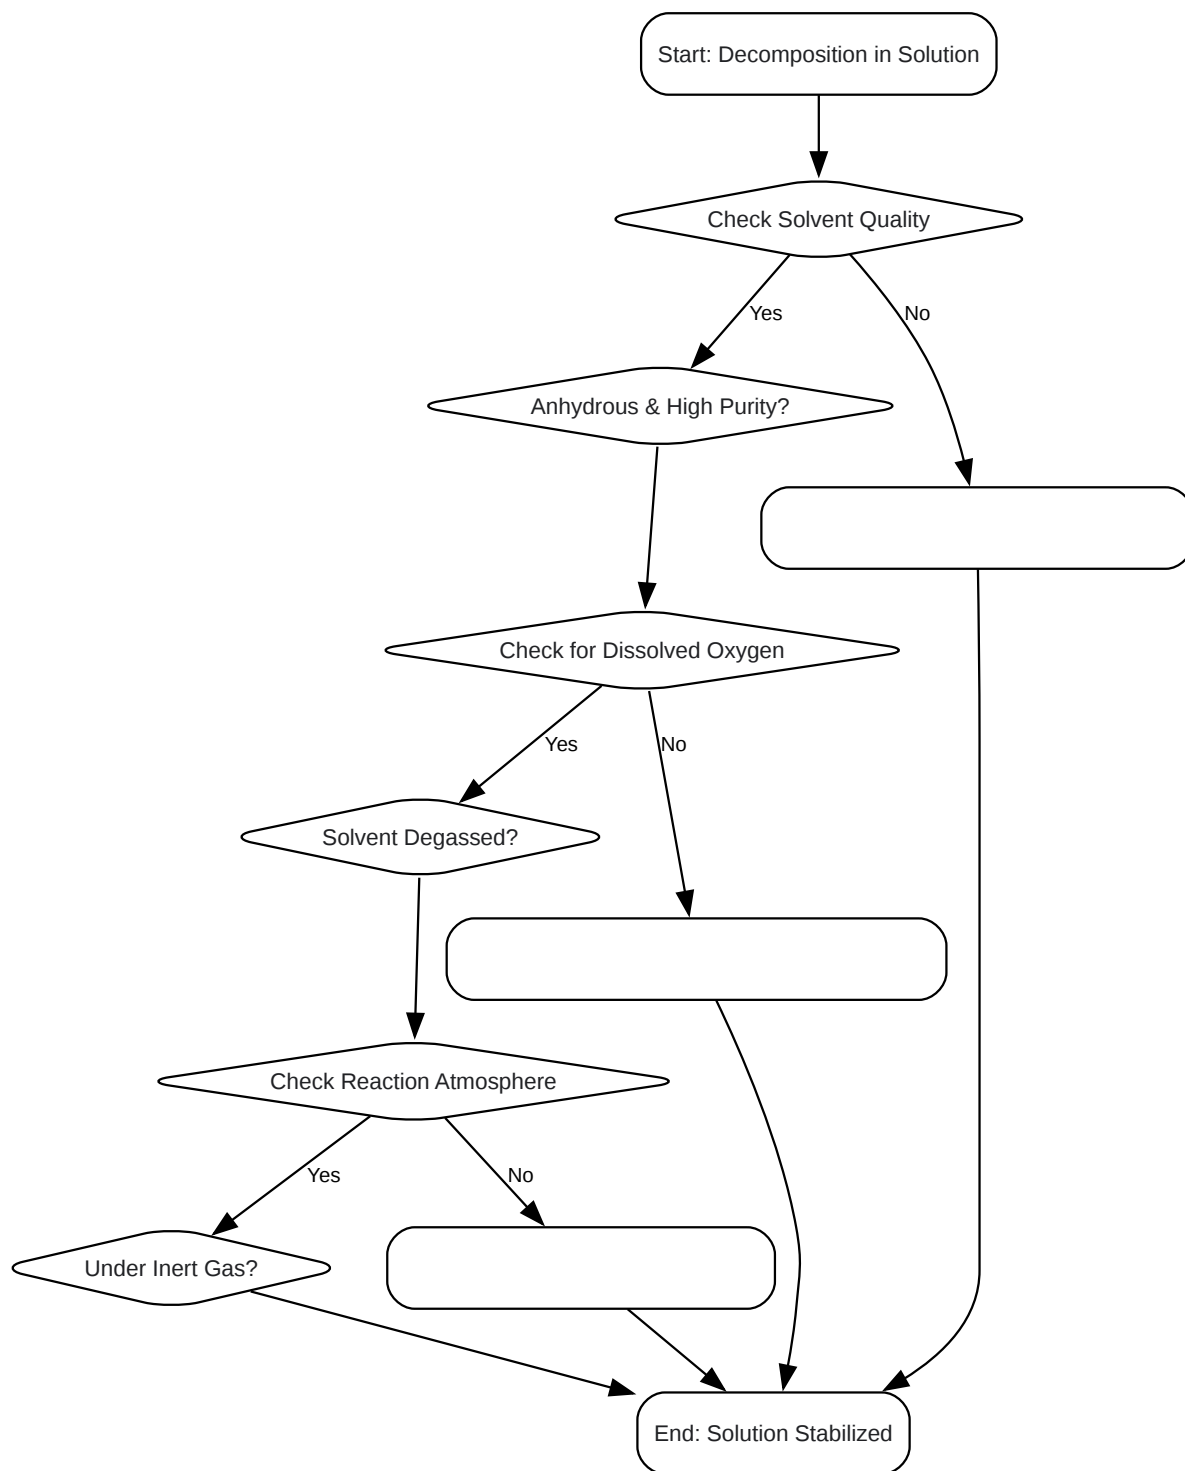 Start: Decomposition in Solution
Check Solvent Quality
Yes
No
Anhydrous & High Purity?
Check for Dissolved Oxygen
Yes
No
Solvent Degassed?
Check Reaction Atmosphere
Yes
No
Under Inert Gas?
End: Solution Stabilized